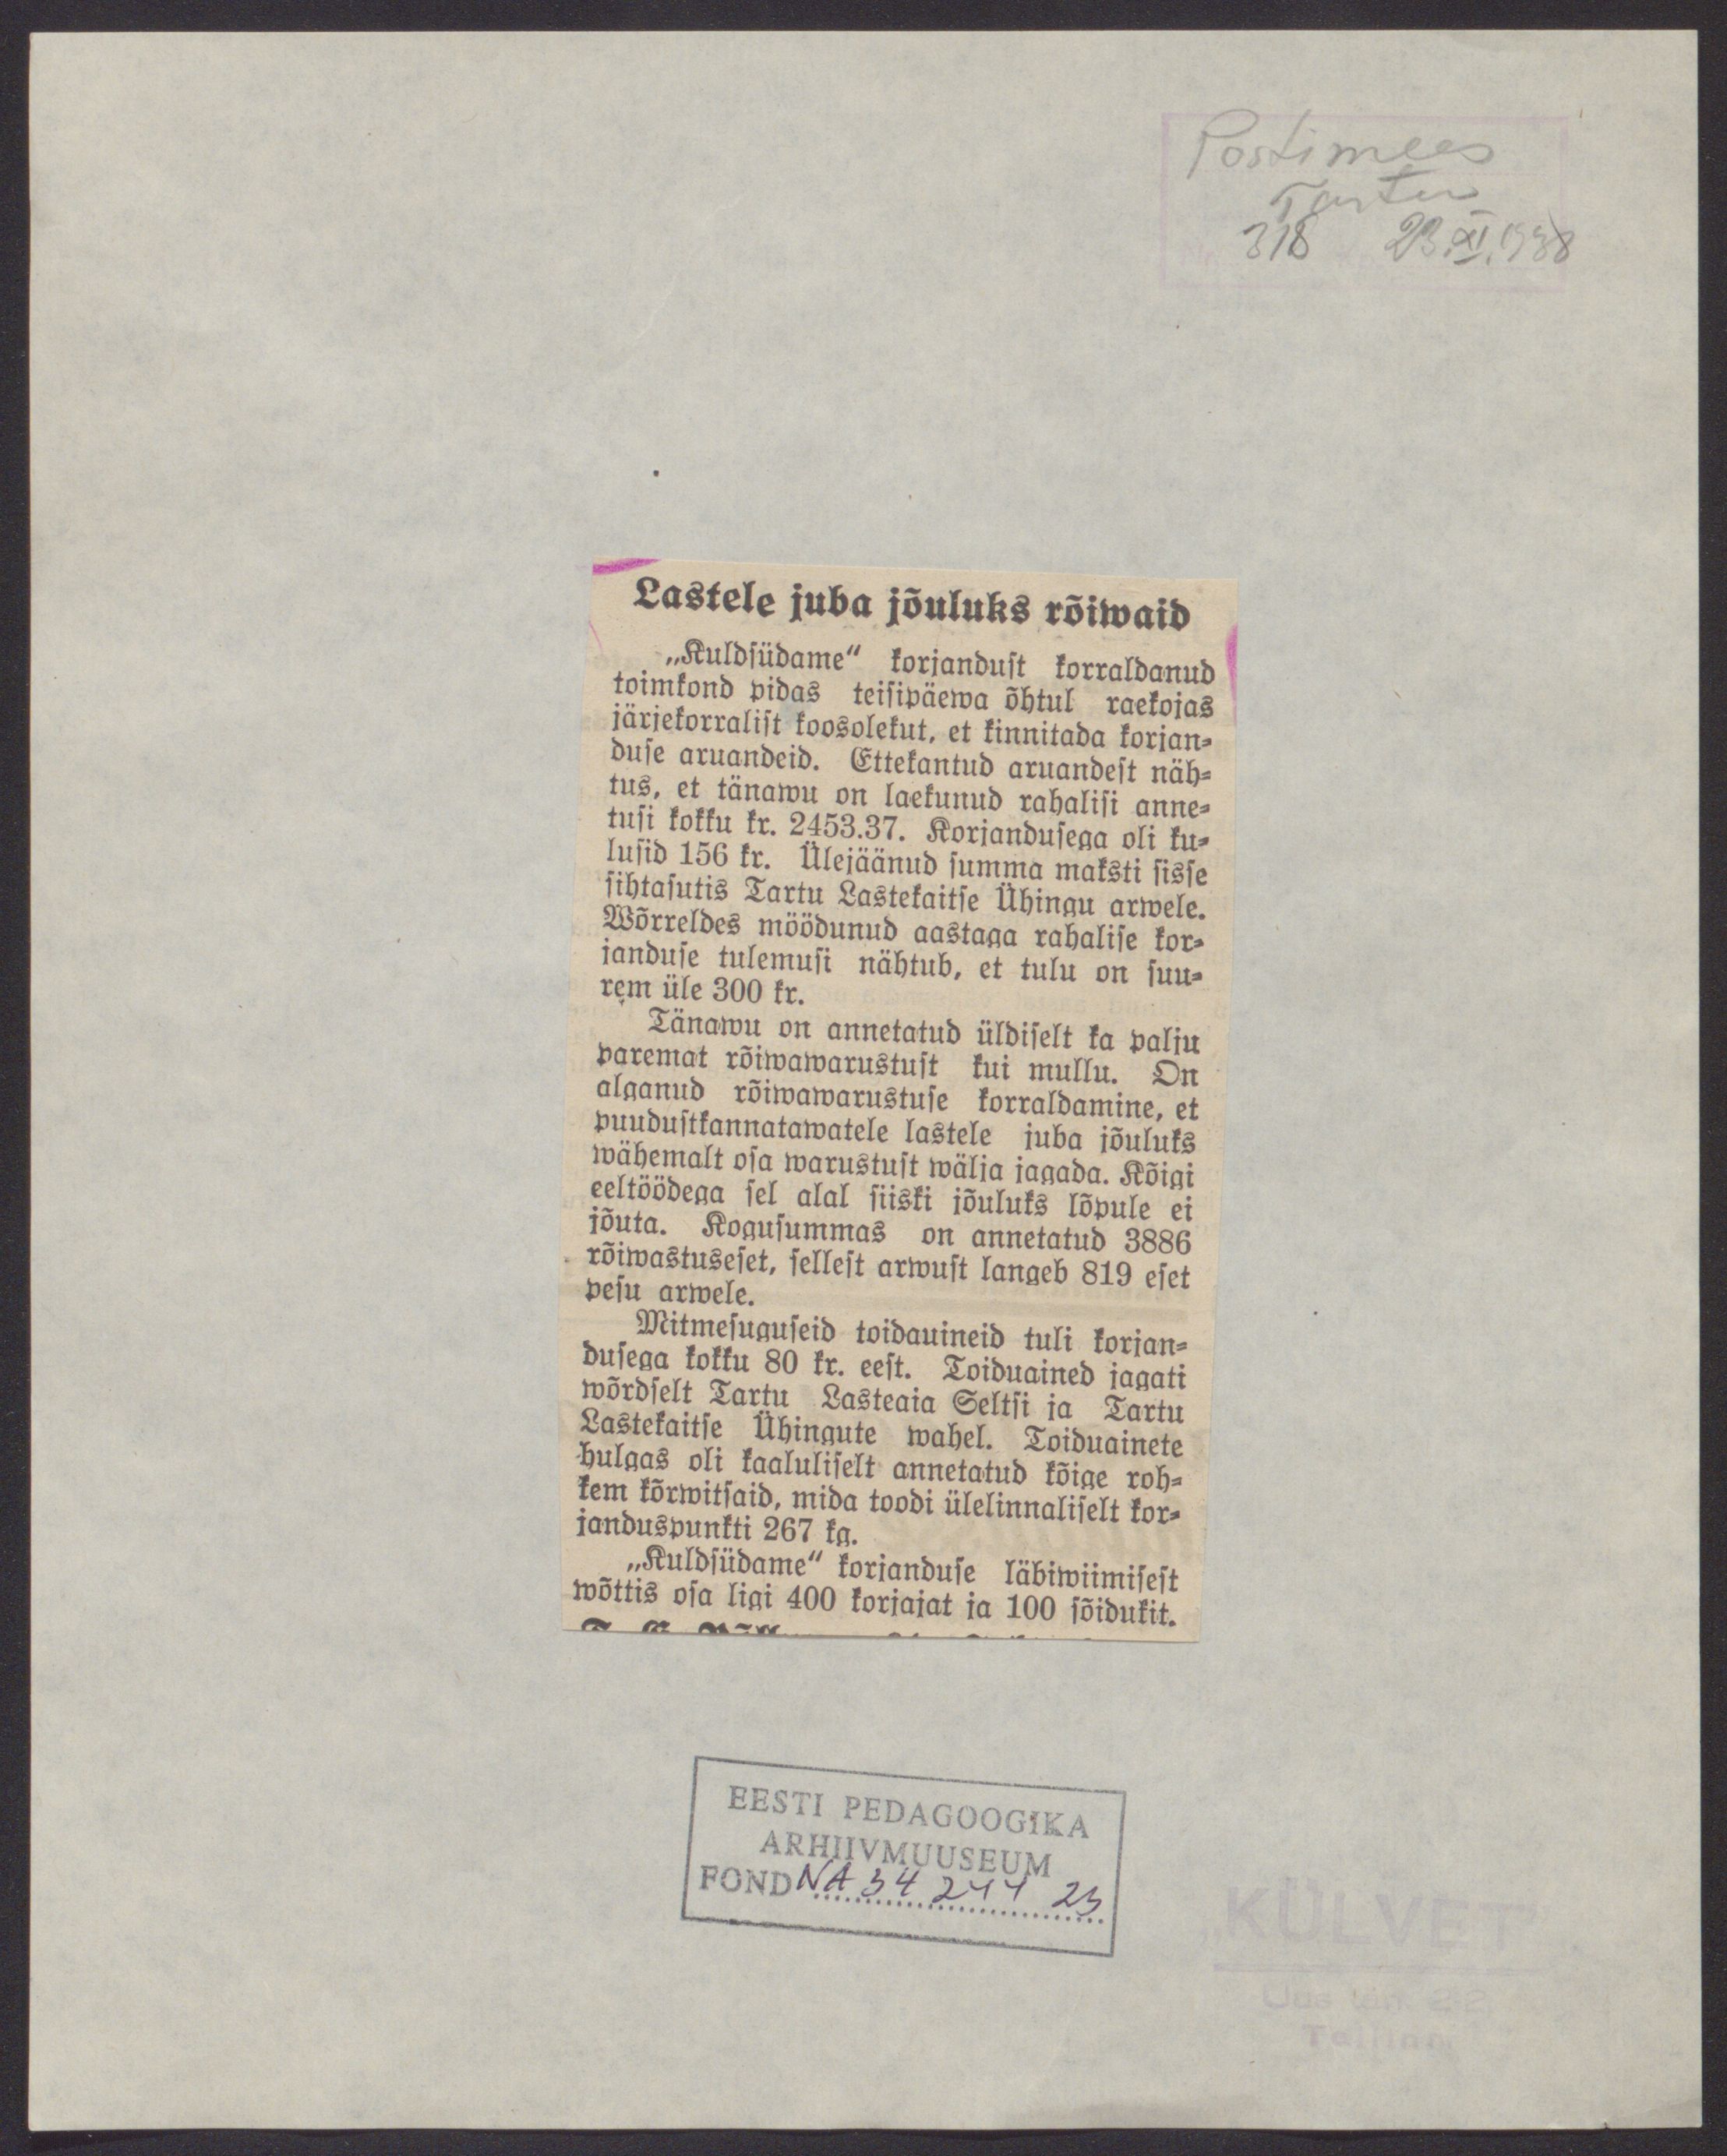 Postimees
Tartu
318 23.XI.1938
Lastele juba jõuluks rõiwaid
„Kuldsüdame“ korjandust korraldanud
toimkond pidas teisipäewa õhtul raekojas
järjekorralist koosolekut, et kinnitada korjan-
duse aruandeid. Ettekantud aruandest näh-
tus, et tänawu on laekunud rahalisi anne-
tusi kokku kr. 2453.37. Korjandusega oli ku-
lusid 156 kr. Ülejäänud summa maksti sisse
sihtasutis Tartu Lastekaitse Ühingu arwele.
Wõrreldes möödunud aastaga rahalise kor-
janduse tulemusi nähtub, et tulu on suu-
rem üle 300 kr.
Tänawu on annetatud üldiselt ka palju
paremat rõiwawarustust kui mullu. On
alganud rõiwawarustuse korraldamine, et
puudustkannatawatele lastele juba jõuluks
wähemalt osa warustust wälja jagada. Kõigi
eeltöödega sel alal siiski jõuluks lõpule ei
jõuta. Kogusummas on annetatud 3886
rõiwastuseset, sellest arwust langeb 819 eset
pesu arwele.
Mitmesuguseid toidauineid tuli korjan-
dusega kokku 80 kr. eest. Toiduained jagati
wõrdselt Tartu Lasteaia Seltsi ja Tartu
Lastekaitse Ühingute wahel. Toiduainete
hulgas oli kaaluliselt annetatud kõige roh-
kem kõrwitsaid, mida toodi ülelinnaliselt kor-
janduspunkti 267 kg.
„Kuldsüdame“ korjanduse läbiwiimisest
wõttis osa ligi 400 korjajat ja 100 sõidukit.
EESTI PEDAGOOGIKA
ARHIIVMUUSEUM
FOND NA 34 244 23
„KÜLVET“
Uus tän. 22
Tallinn